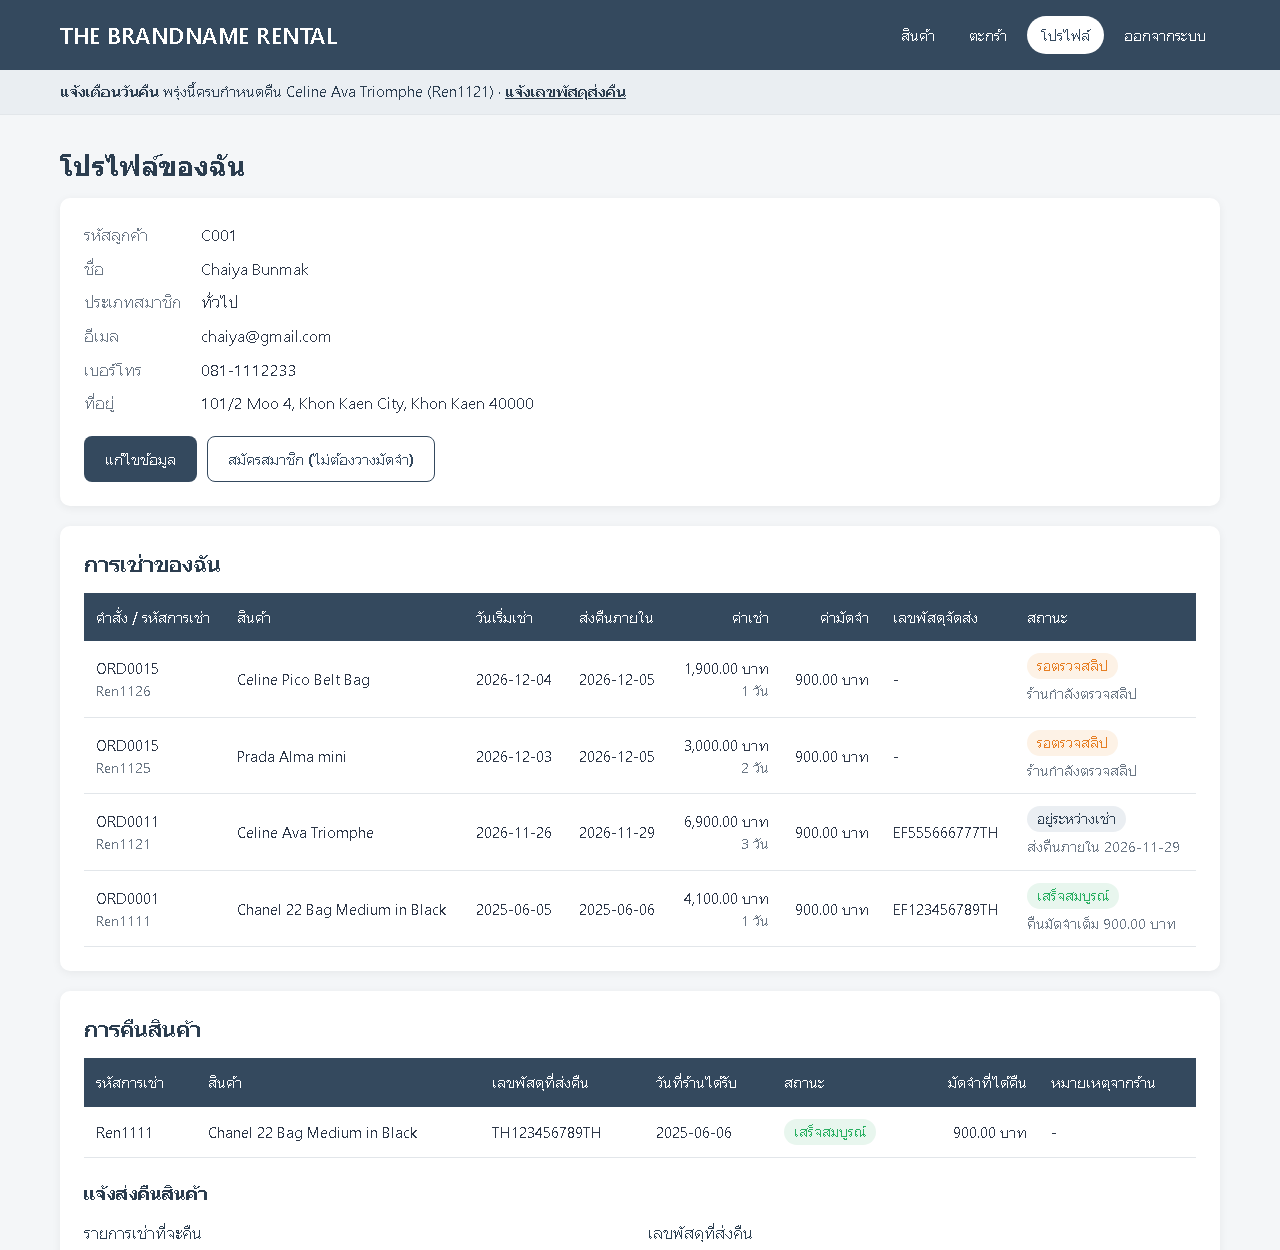 THE BRANDNAME RENTAL
สินค้า ตะกร้า โปรไฟล์ ออกจากระบบ
แจ้งเตือนวันคืน พรุ่งนี้ครบกำหนดคืน Celine Ava Triomphe (Ren1121) · แจ้งเลขพัสดุส่งคืน
โปรไฟล์ของฉัน
รหัสลูกค้า C001
ชื่อ Chaiya Bunmak
ประเภทสมาชิก ทั่วไป
อีเมล chaiya@gmail.com
เบอร์โทร 081-1112233
ที่อยู่ 101/2 Moo 4, Khon Kaen City, Khon Kaen 40000
แก้ไขข้อมูล สมัครสมาชิก (ไม่ต้องวางมัดจำ)
การเช่าของฉัน
คำสั่ง / รหัสการเช่า สินค้า วันเริ่มเช่า ส่งคืนภายใน ค่าเช่า ค่ามัดจำ เลขพัสดุจัดส่ง สถานะ
ORD0015 Celine Pico Belt Bag 2026-12-04 2026-12-05 1,900.00 บาท 900.00 บาท - รอตรวจสลิป
Ren1126 1 วัน ร้านกำลังตรวจสลิป
ORD0015 Prada Alma mini 2026-12-03 2026-12-05 3,000.00 บาท 900.00 บาท - รอตรวจสลิป
Ren1125 2 วัน ร้านกำลังตรวจสลิป
ORD0011 Celine Ava Triomphe 2026-11-26 2026-11-29 6,900.00 บาท 900.00 บาท EF555666777TH อยู่ระหว่างเช่า
Ren1121 3 วัน ส่งคืนภายใน 2026-11-29
ORD0001 Chanel 22 Bag Medium in Black 2025-06-05 2025-06-06 4,100.00 บาท 900.00 บาท EF123456789TH เสร็จสมบูรณ์
Ren1111 1 วัน คืนมัดจำเต็ม 900.00 บาท
การคืนสินค้า
รหัสการเช่า สินค้า เลขพัสดุที่ส่งคืน วันที่ร้านได้รับ สถานะ มัดจำที่ได้คืน หมายเหตุจากร้าน
Ren1111 Chanel 22 Bag Medium in Black TH123456789TH 2025-06-06 เสร็จสมบูรณ์ 900.00 บาท -
แจ้งส่งคืนสินค้า
รายการเช่าที่จะคืน เลขพัสดุที่ส่งคืน